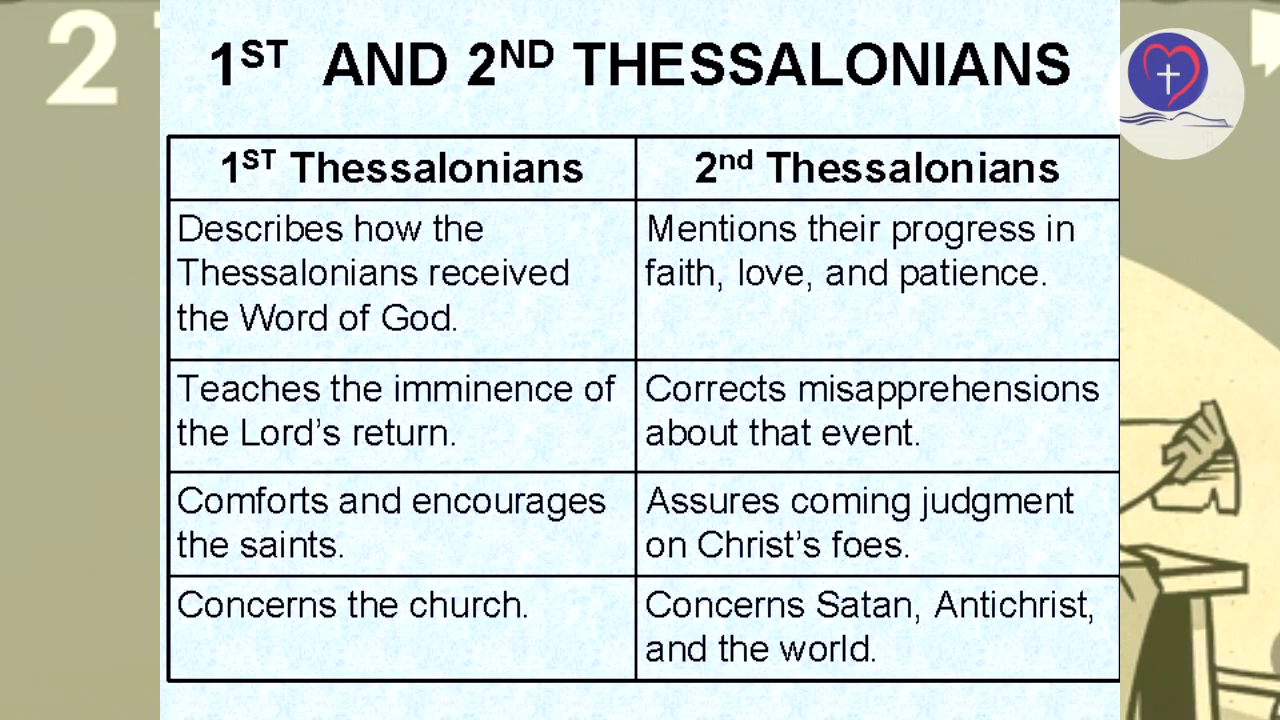 2
1ST AND 2ND THESSALONIANS
1ST Thessalonians
2nd Thessalonians
Describes how the
Thessalonians received
the Word of God.
Mentions their progress in
faith, love, and patience.
Teaches the imminence of
the Lord’s return.
Corrects misapprehensions
about that event.
Comforts and encourages
the saints.
Assures coming judgment
on Christ’s foes.
Concerns the church.
Concerns Satan, Antichrist,
and the world.